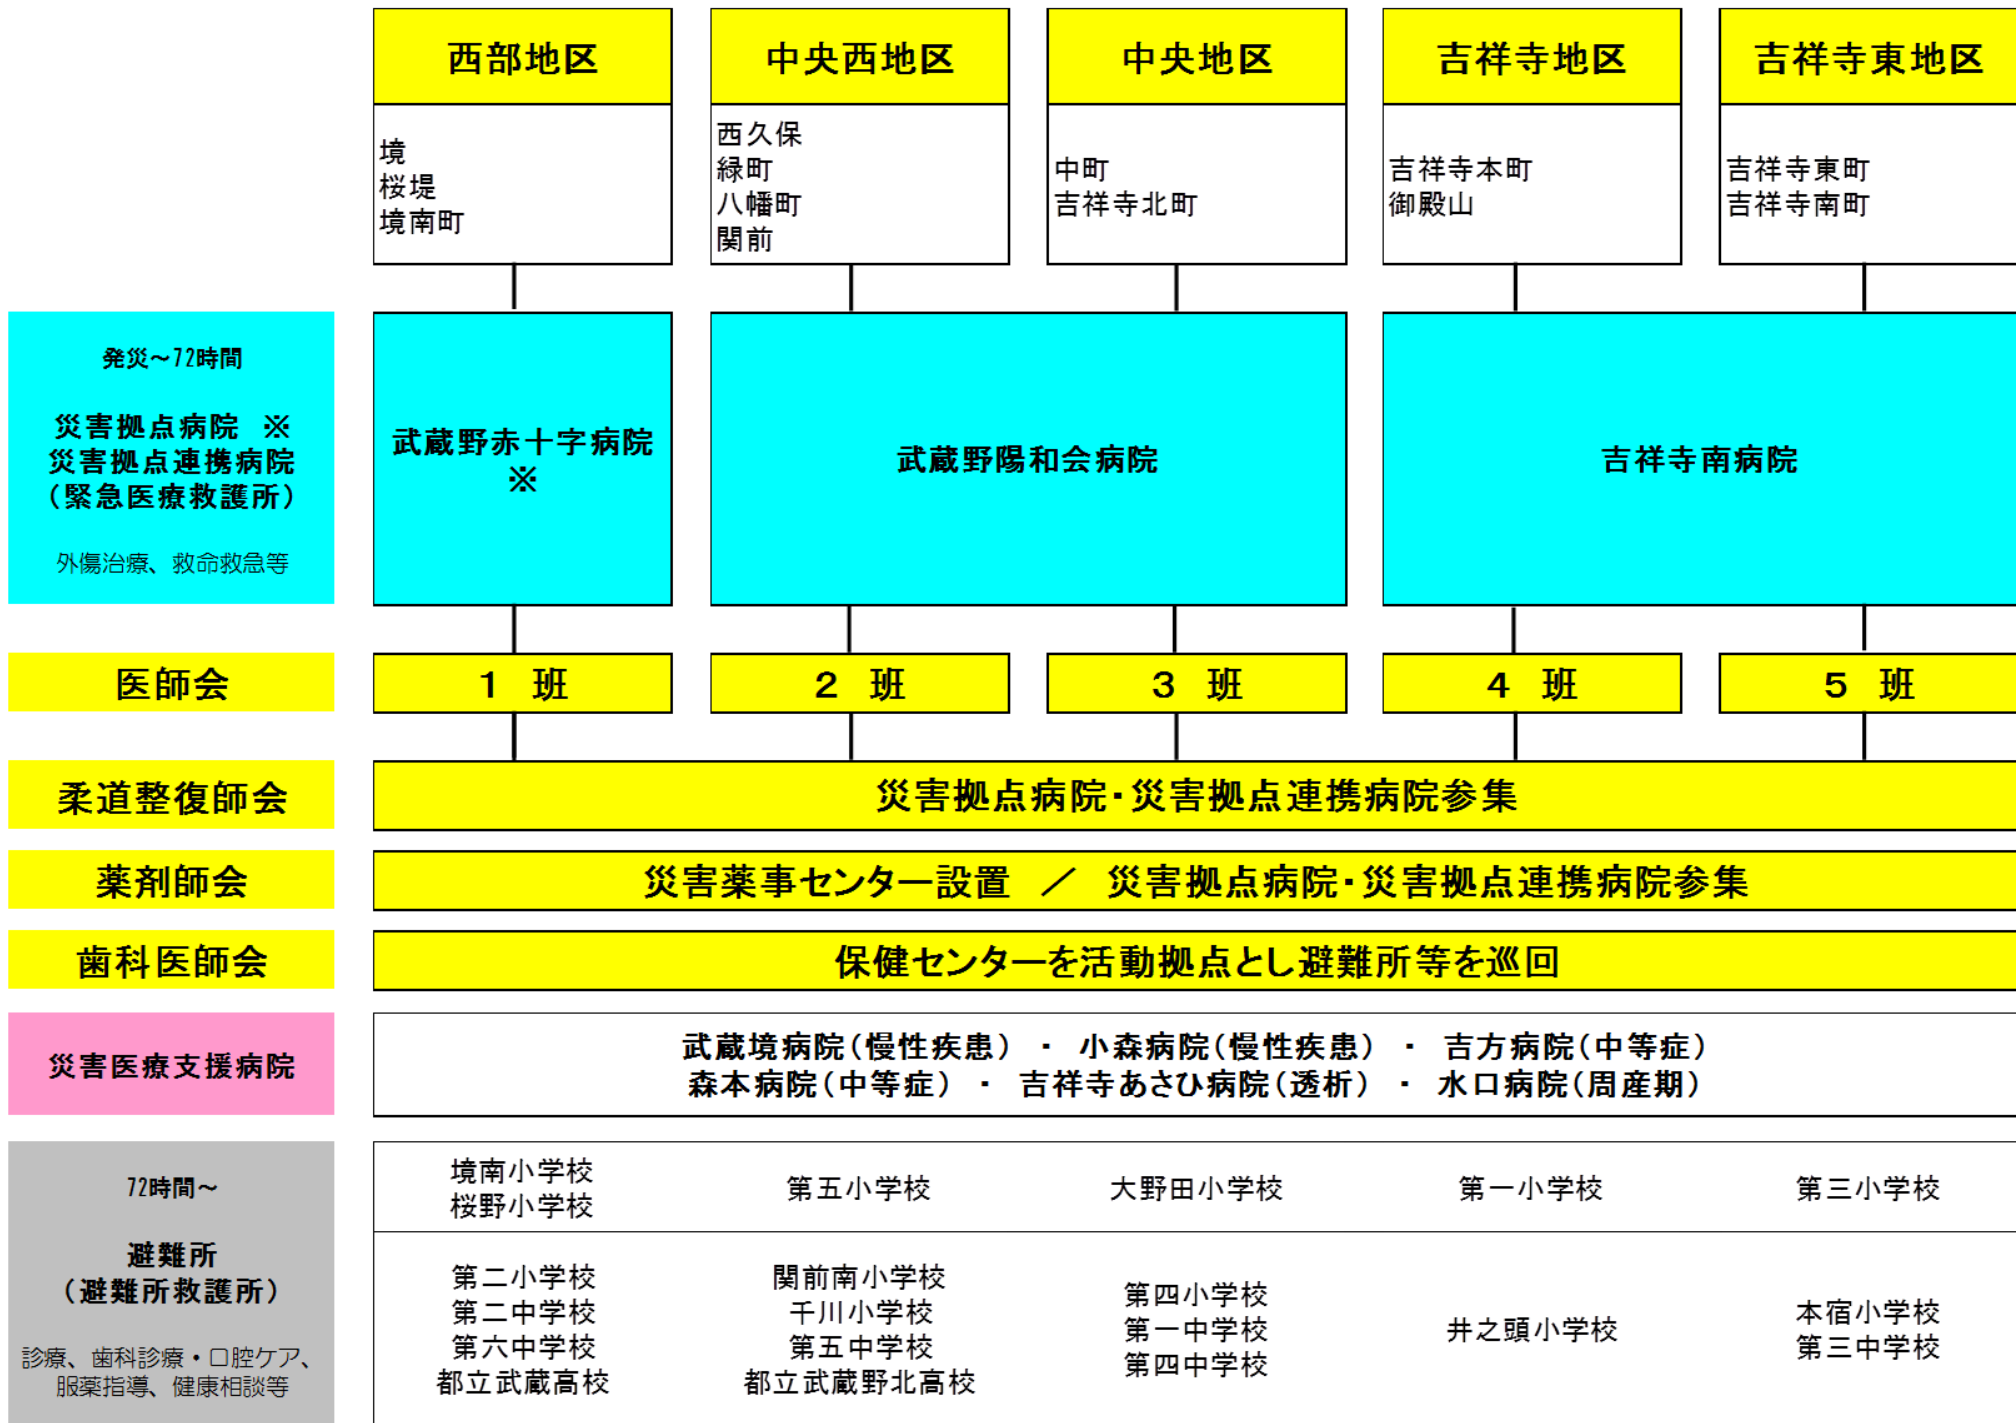 西部地区
中央西地区
中央地区
吉祥寺地区
吉祥寺東地区
境
桜堤
境南町
西久保
緑町
八幡町
関前
中町
吉祥寺北町
吉祥寺本町
御殿山
吉祥寺東町
吉祥寺南町
発災～72時間
災害拠点病院 ※
災害拠点連携病院
（緊急医療救護所）
外傷治療、救命救急等
武蔵野赤十字病院
※
武蔵野陽和会病院
吉祥寺南病院
医師会
1 班
2 班
3 班
4 班
5 班
柔道整復師会
災害拠点病院・災害拠点連携病院参集
薬剤師会
災害薬事センター設置 ／ 災害拠点病院・災害拠点連携病院参集
歯科医師会
保健センターを活動拠点とし避難所等を巡回
災害医療支援病院
武蔵境病院（慢性疾患） ・ 小森病院（慢性疾患） ・ 吉方病院（中等症）
森本病院（中等症） ・ 吉祥寺あさひ病院（透析） ・ 水口病院（周産期）
72時間～
避難所
（避難所救護所）
診療、歯科診療・口腔ケア、
服薬指導、健康相談等
境南小学校
桜野小学校
第五小学校
大野田小学校
第一小学校
第三小学校
第二小学校
第二中学校
第六中学校
都立武蔵高校
関前南小学校
千川小学校
第五中学校
都立武蔵野北高校
第四小学校
第一中学校
第四中学校
井之頭小学校
本宿小学校
第三中学校